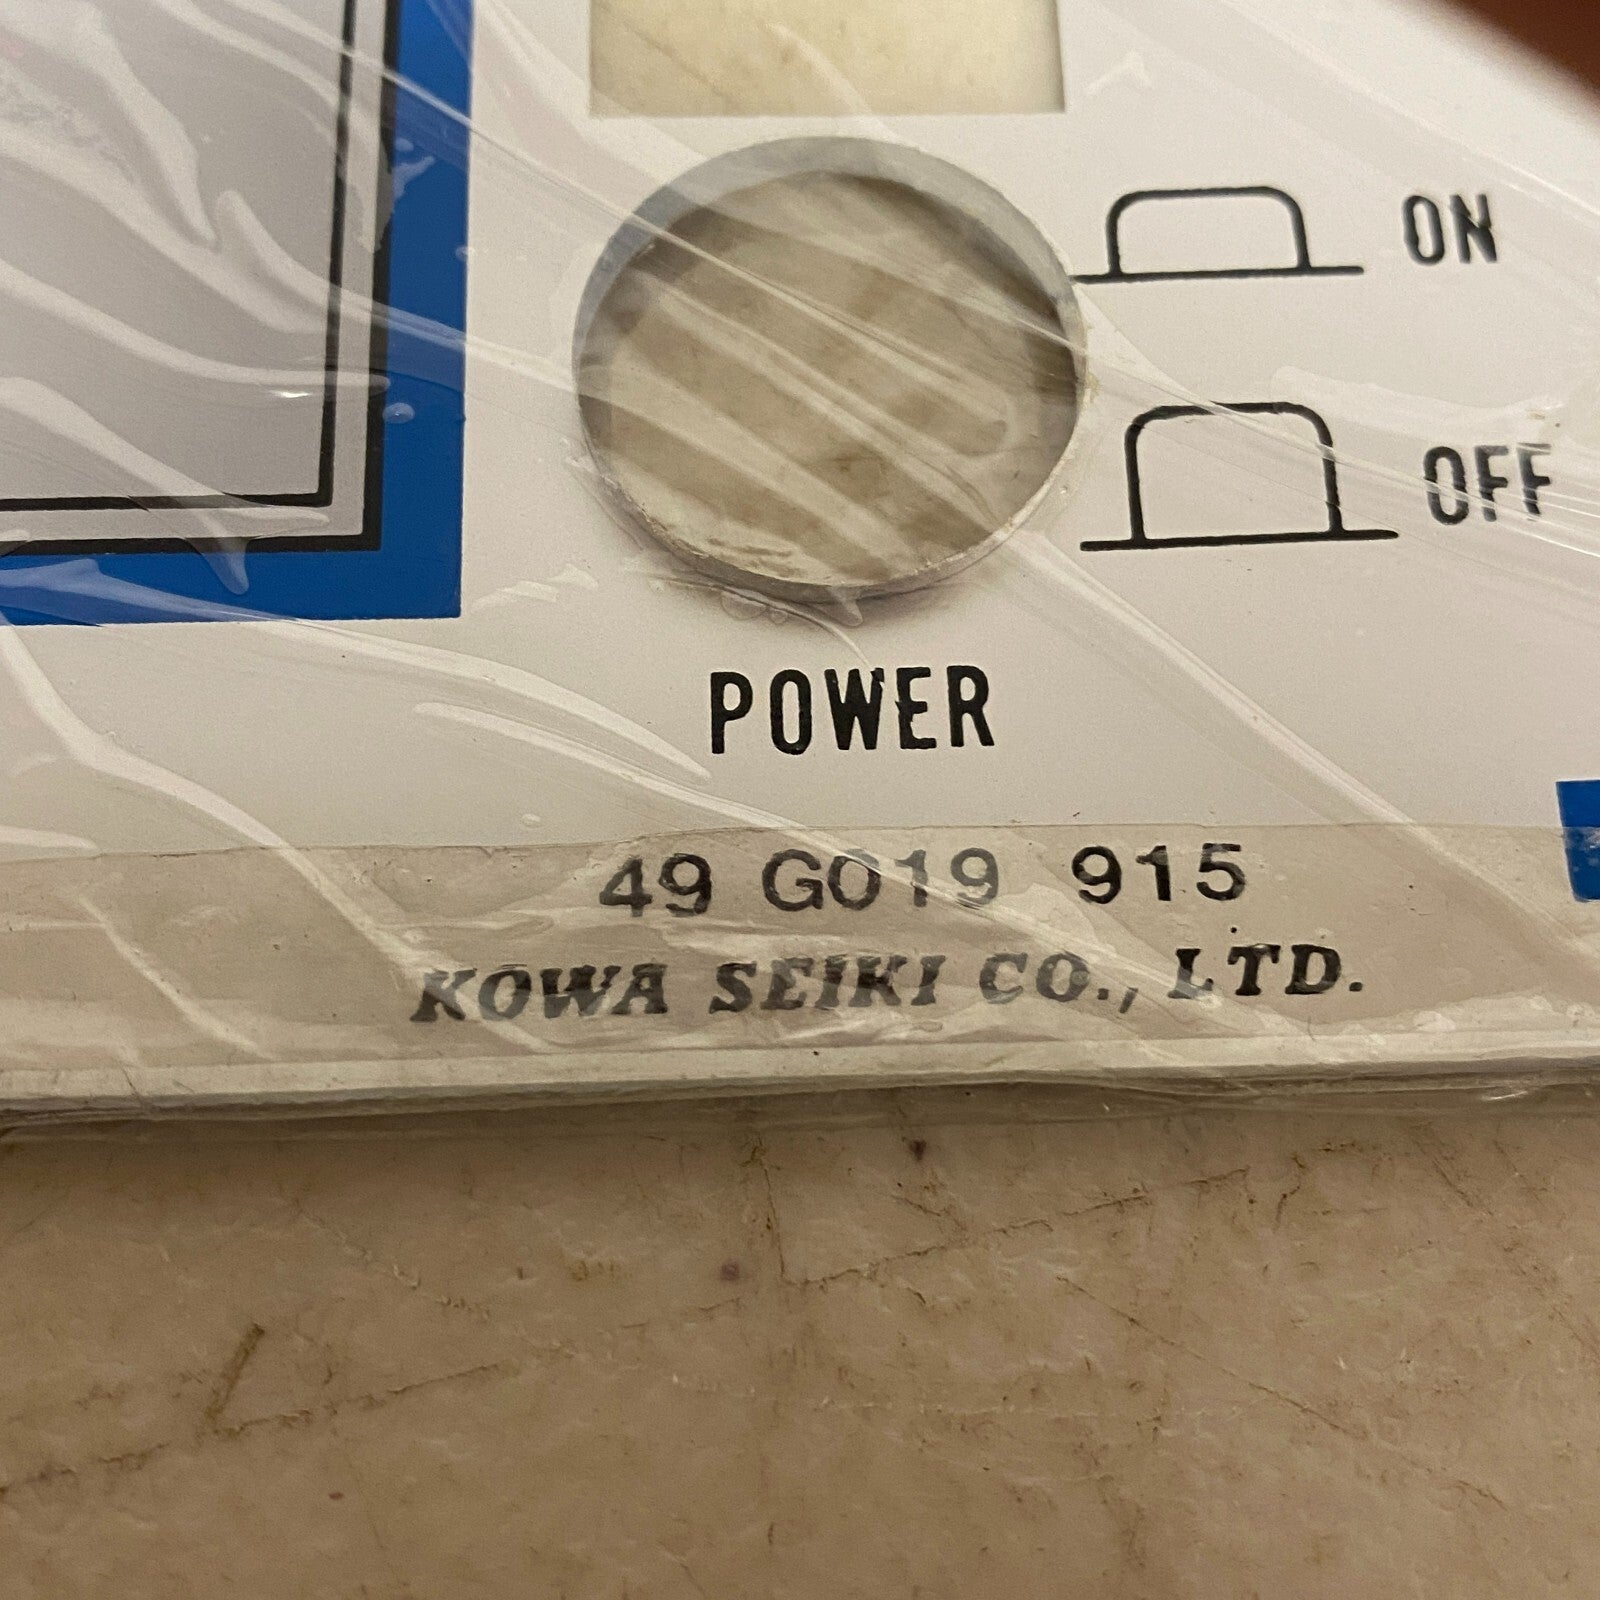 ON
OFF
POWER
49 G019 915
KOWA SEIKI CO., LTD.